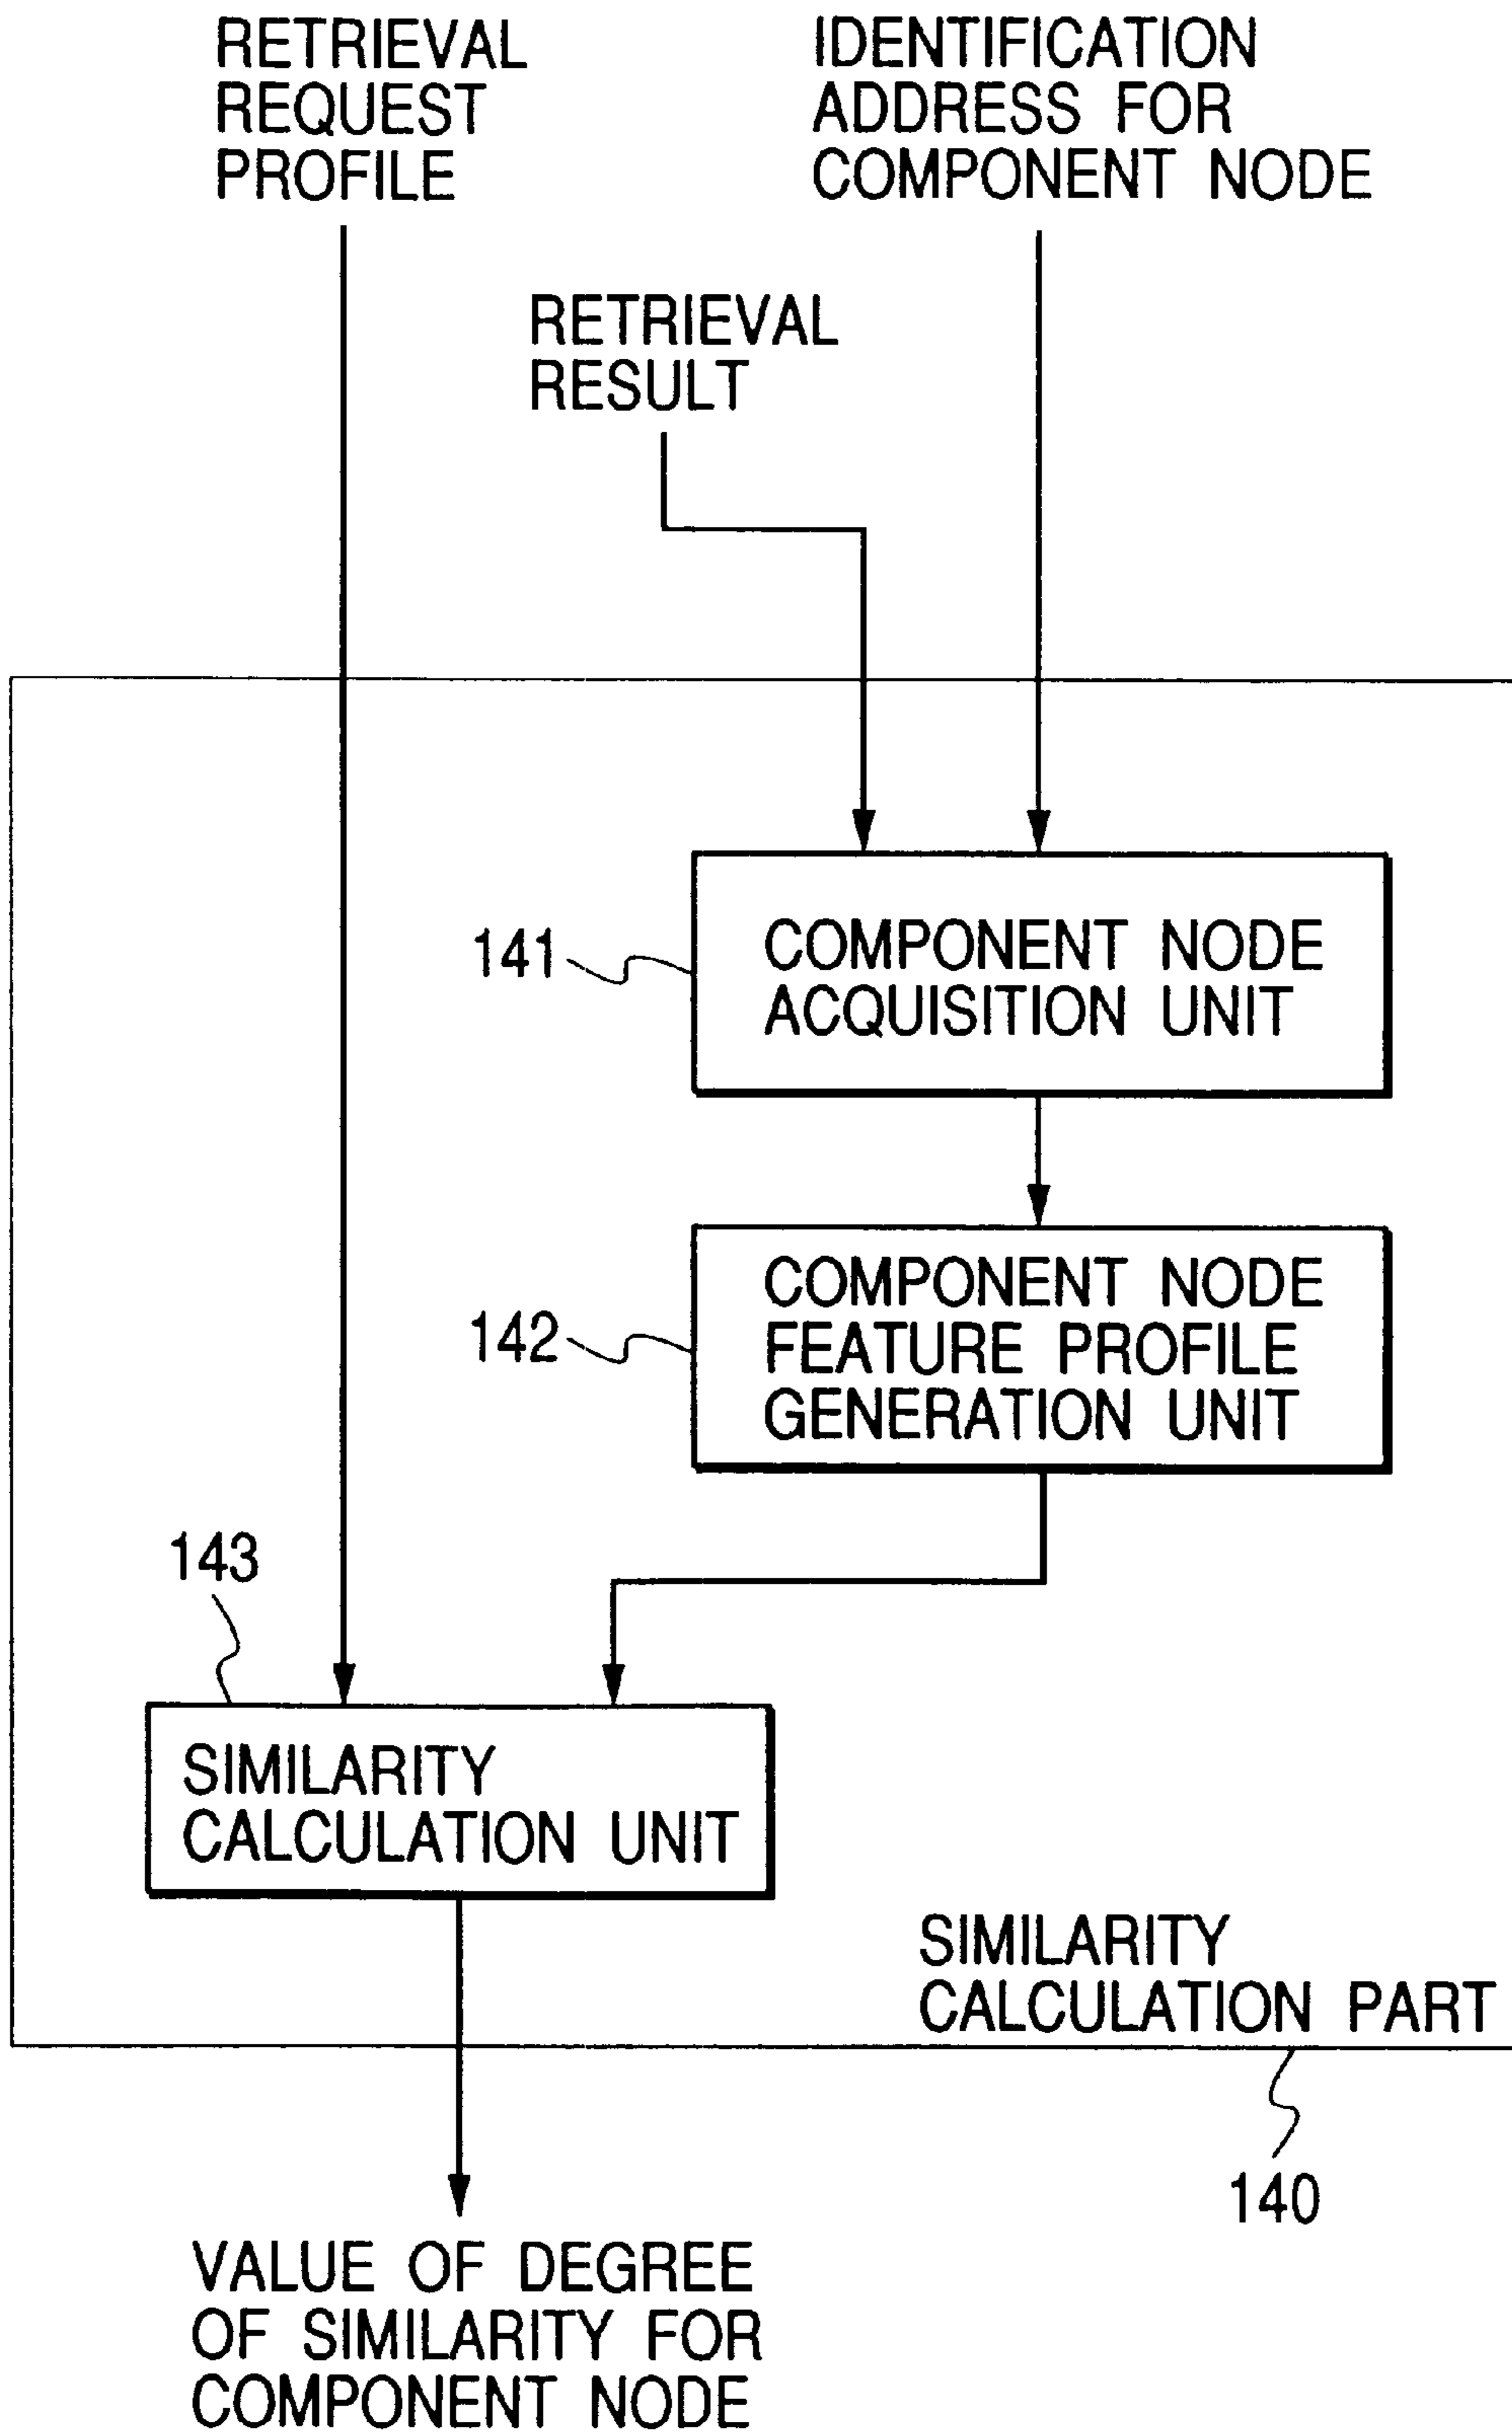 RETRIEVAL
REQUEST
PROFILE
IDENTIFICATION
ADDRESS FOR
COMPONENT NODE
RETRIEVAL
RESULT
141
COMPONENT NODE
ACQUISITION UNIT
142
COMPONENT NODE
FEATURE PROFILE
GENERATION UNIT
143
SIMILARITY
CALCULATION UNIT
SIMILARITY
CALCULATION PART
140
VALUE OF DEGREE
OF SIMILARITY FOR
COMPONENT NODE